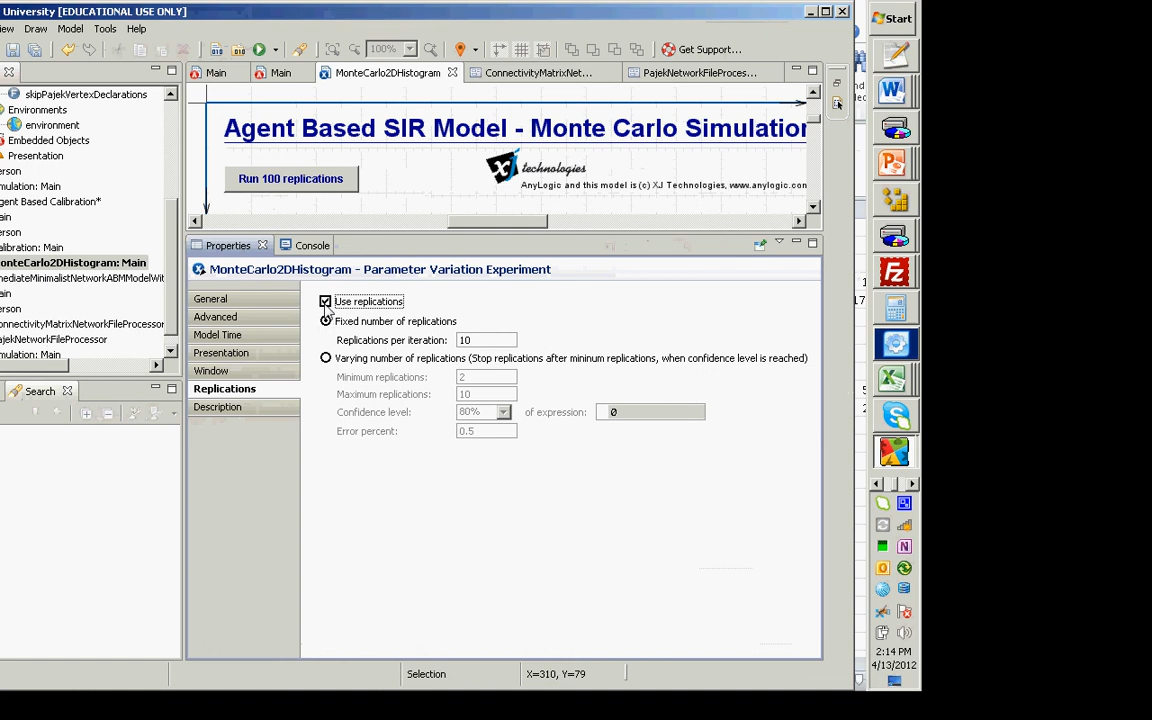 University [EDUCATIONAL USE ONLY]
iew Draw Model Tools Help
100% Get Support...
Start
Main Main MonteCarlo2DHistogram ConnectivityMatrixNet... PajekNetworkFileProces...
skipPajekVertexDeclarations
Environments
environment
Embedded Objects
Presentation
erson
mulation: Main
gent Based Calibration*
ain
erson
alibration: Main
onteCarlo2DHistogram: Main
mediateMinimalistNetworkABMModelWit
ain
erson
onnectivityMatrixNetworkFileProcessor
ajekNetworkFileProcessor
mulation: Main
Search
Agent Based SIR Model - Monte Carlo Simulation
Run 100 replications
xj technologies
AnyLogic and this model is (c) XJ Technologies, www.anylogic.com
Properties Console
MonteCarlo2DHistogram - Parameter Variation Experiment
General
Advanced
Model Time
Presentation
Window
Replications
Description
Use replications
Fixed number of replications
Replications per iteration: 10
Varying number of replications (Stop replications after mininum replications, when confidence level is reached)
Minimum replications: 2
Maximum replications: 10
Confidence level: 80% of expression: 0
Error percent: 0.5
Selection X=310, Y=79
2:14 PM
4/13/2012